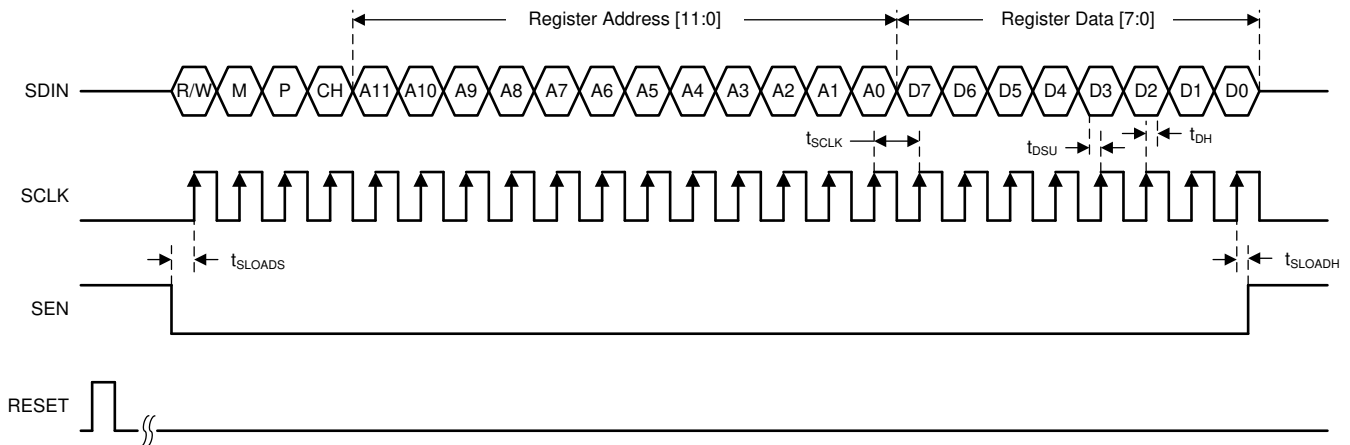 Register Address [11:0] Register Data [7:0]
SDIN R/W M P CH A11 A10 A9 A8 A7 A6 A5 A4 A3 A2 A1 A0 D7 D6 D5 D4 D3 D2 D1 D0
tSCLK tDSU tDH
SCLK
tSLOADS tSLOADH
SEN
RESET